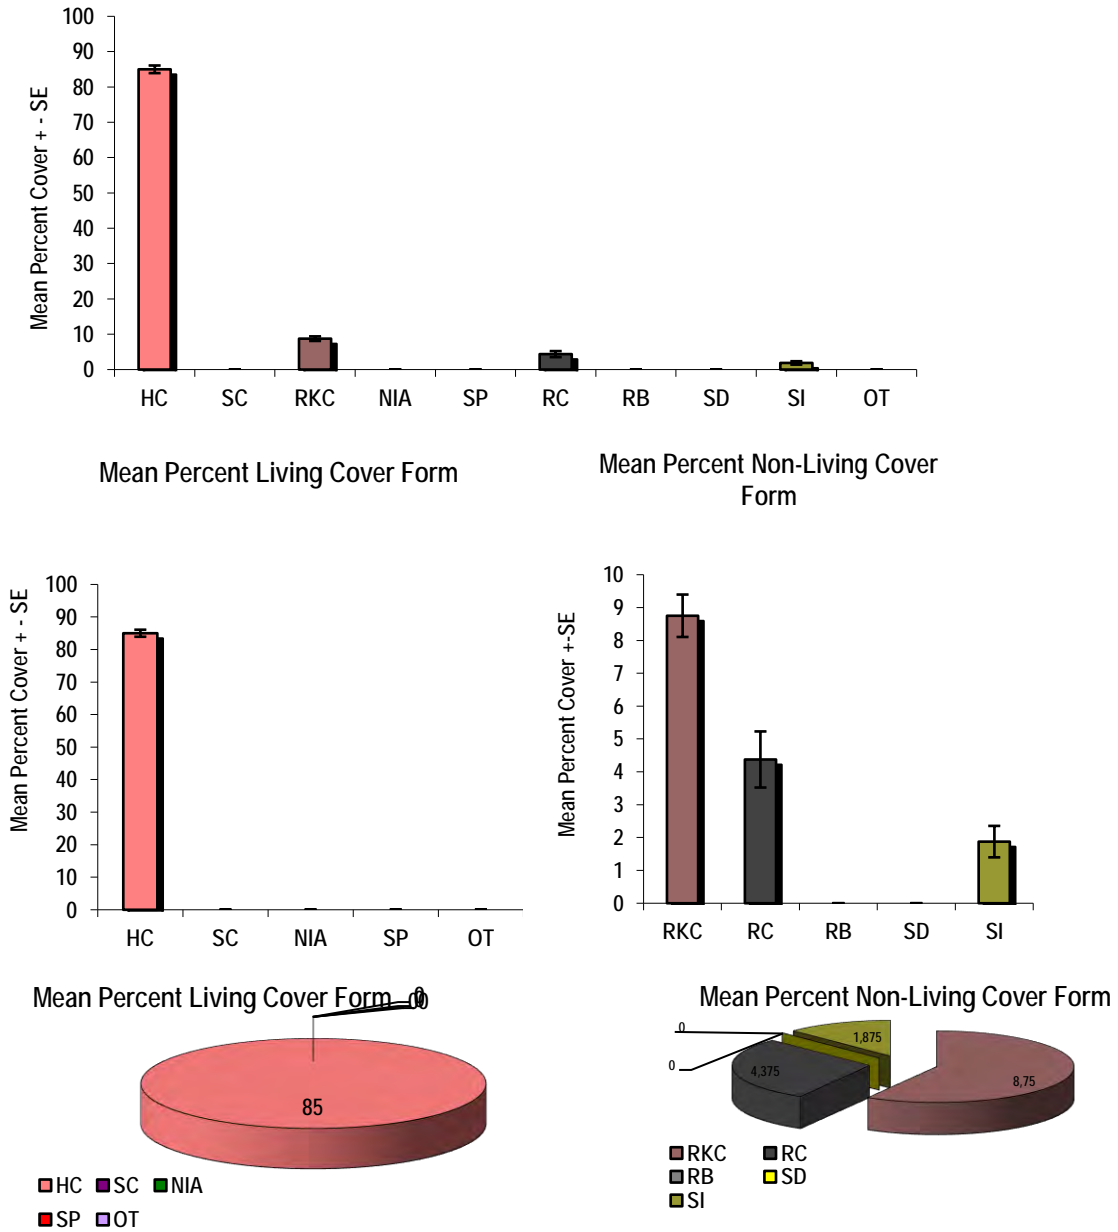 Mean Percent Cover + - SE
100
90
80
70
60
50
40
30
20
10
0
HC SC RKC NIA SP RC RB SD SI OT
Mean Percent Living Cover Form
Mean Percent Non-Living Cover
Form
Mean Percent Cover + - SE
100
90
80
70
60
50
40
30
20
10
0
HC SC NIA SP OT
Mean Percent Cover +-SE
10
9
8
7
6
5
4
3
2
1
0
RKC RC RB SD SI
Mean Percent Living Cover Form
85
HC SC NIA
SP OT
Mean Percent Non-Living Cover Form
0
0
1,875
4,375
8,75
RKC RC
RB SD
SI